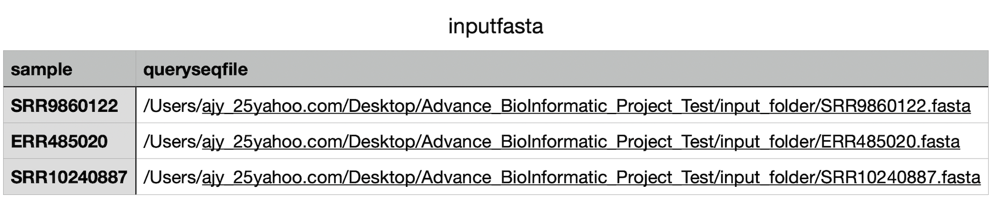 inputfasta
sample queryseqfile
SRR9860122 /Users/ajy_25yahoo.com/Desktop/Advance_BioInformatic_Project_Test/input_folder/SRR9860122.fasta
ERR485020 /Users/ajy_25yahoo.com/Desktop/Advance_BioInformatic_Project_Test/input_folder/ERR485020.fasta
SRR10240887 /Users/ajy_25yahoo.com/Desktop/Advance_BioInformatic_Project_Test/input_folder/SRR10240887.fasta